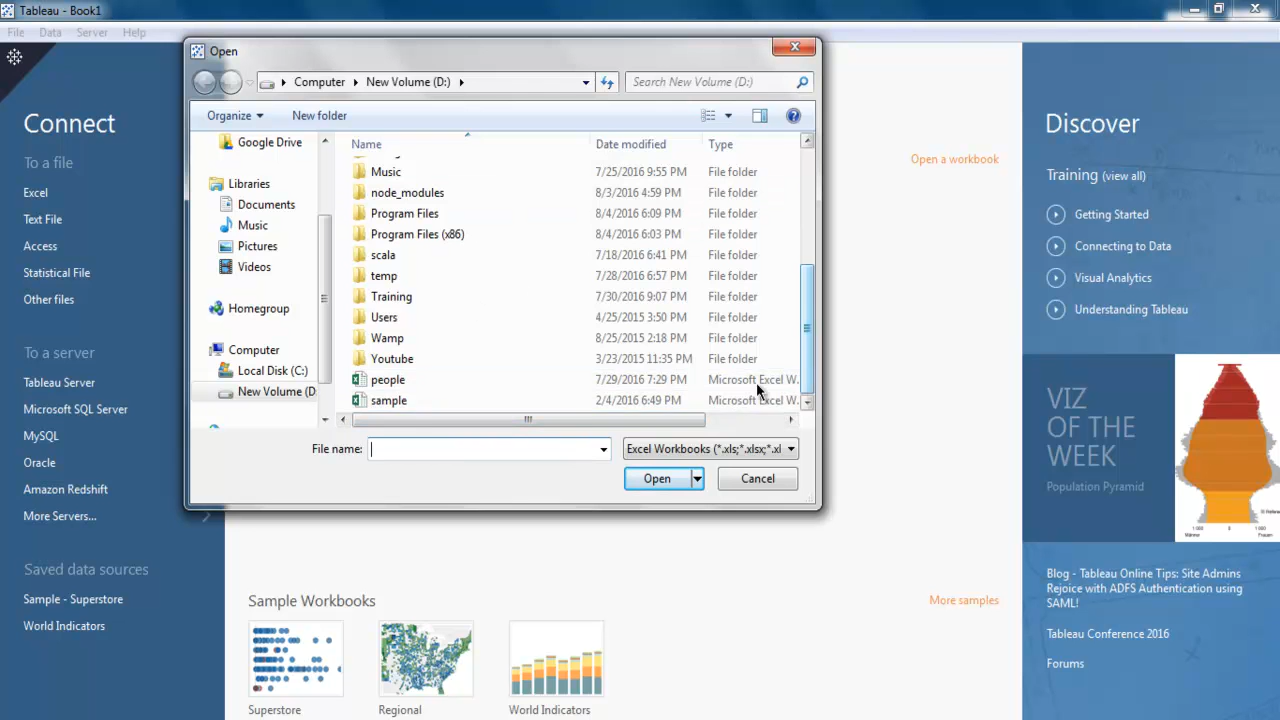 Tableau - Book1
File Data Server Help
Connect
To a file
Excel
Text File
Access
Statistical File
Other files
To a server
Tableau Server
Microsoft SQL Server
MySQL
Oracle
Amazon Redshift
More Servers...
Saved data sources
Sample - Superstore
World Indicators
Open
Computer New Volume (D:)
Search New Volume (D:)
Organize New folder
Google Drive
Libraries
Documents
Music
Pictures
Videos
Homegroup
Computer
Local Disk (C:)
New Volume (D:
Name Date modified Type
Music 7/25/2016 9:55 PM File folder
node_modules 8/3/2016 4:59 PM File folder
Program Files 8/4/2016 6:09 PM File folder
Program Files (x86) 8/4/2016 6:03 PM File folder
scala 7/18/2016 6:41 PM File folder
temp 7/28/2016 6:57 PM File folder
Training 7/30/2016 9:07 PM File folder
Users 4/25/2015 3:50 PM File folder
Wamp 8/25/2015 2:18 PM File folder
Youtube 3/23/2015 11:35 PM File folder
people 7/29/2016 7:29 PM Microsoft Excel W.
sample 2/4/2016 6:49 PM Microsoft Excel W.
File name: Excel Workbooks (*.xls;*.xlsx;*.xl
Open Cancel
Open a workbook
Sample Workbooks More samples
Superstore Regional World Indicators
Discover
Training (view all)
Getting Started
Connecting to Data
Visual Analytics
Understanding Tableau
VIZ
OF THE
WEEK
Population Pyramid
Männer Frauen
Blog - Tableau Online Tips: Site Admins
Rejoice with ADFS Authentication using
SAML!
Tableau Conference 2016
Forums